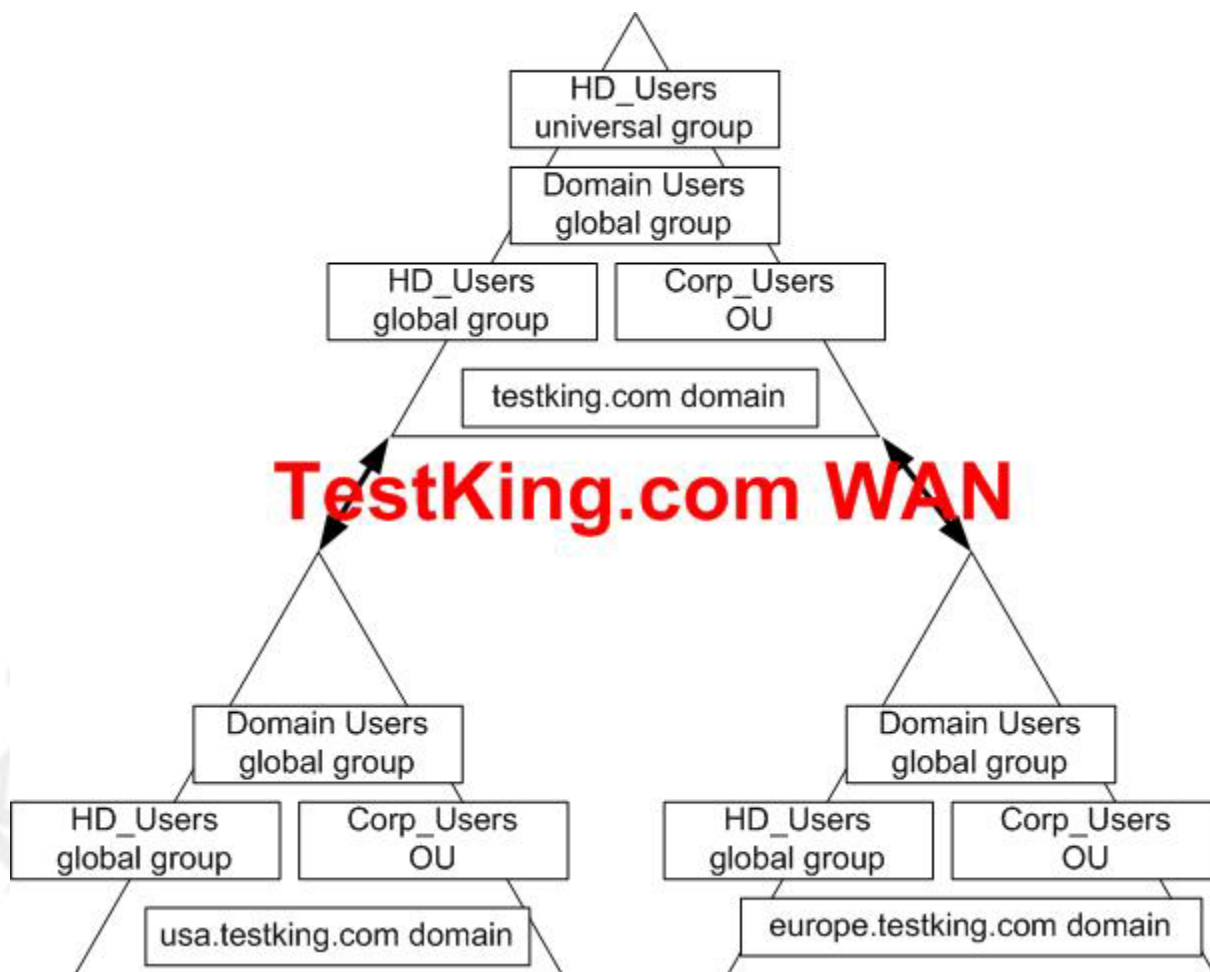 HD_Users
universal group
Domain Users
global group
HD_Users
global group
Corp_Users
OU
testking.com domain
TestKing.com WAN
Domain Users
global group
HD_Users
global group
Corp_Users
OU
usa.testking.com domain
Domain Users
global group
HD_Users
global group
Corp_Users
OU
europe.testking.com domain